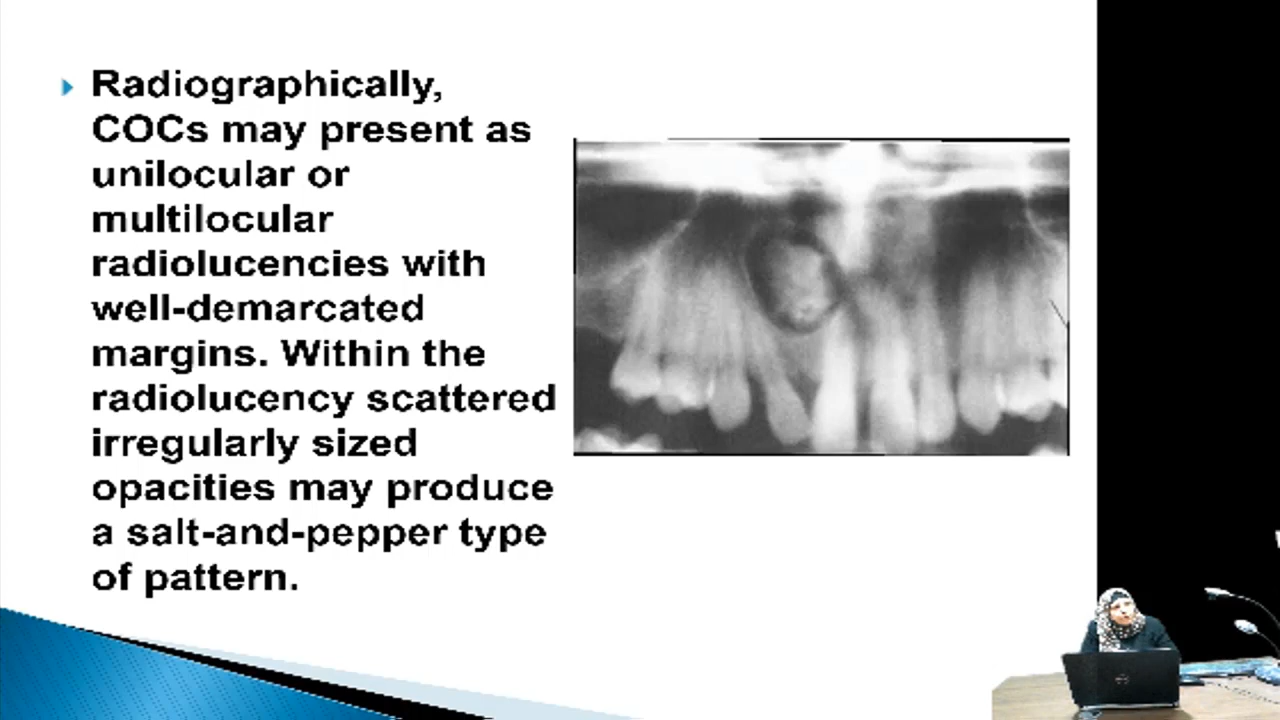 Radiographically,
COCs may present as
unilocular or
multilocular
radiolucencies with
well-demarcated
margins. Within the
radiolucency scattered
irregularly sized
opacities may produce
a salt-and-pepper type
of pattern.